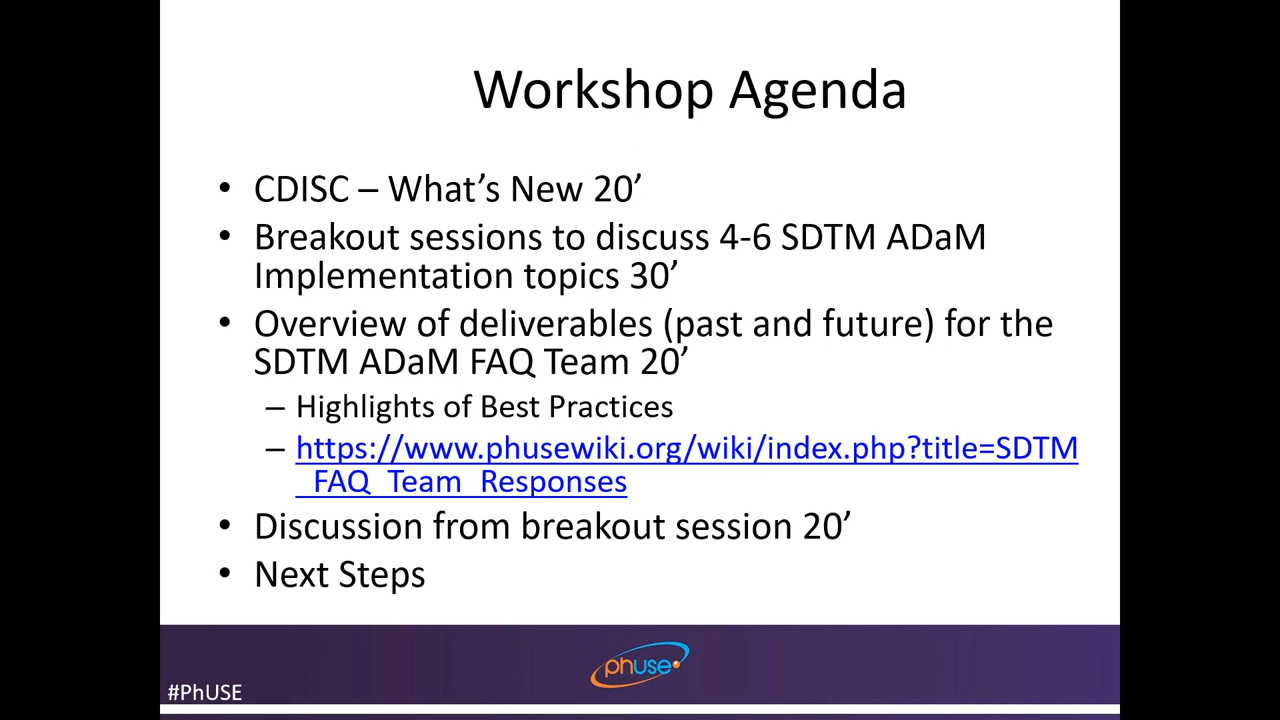 Workshop Agenda
• CDISC – What’s New 20’
• Breakout sessions to discuss 4-6 SDTM ADaM
Implementation topics 30’
• Overview of deliverables (past and future) for the
SDTM ADaM FAQ Team 20’
– Highlights of Best Practices
– https://www.phusewiki.org/wiki/index.php?title=SDTM
_FAQ_Team_Responses
• Discussion from breakout session 20’
• Next Steps
phUSE
#PhUSE